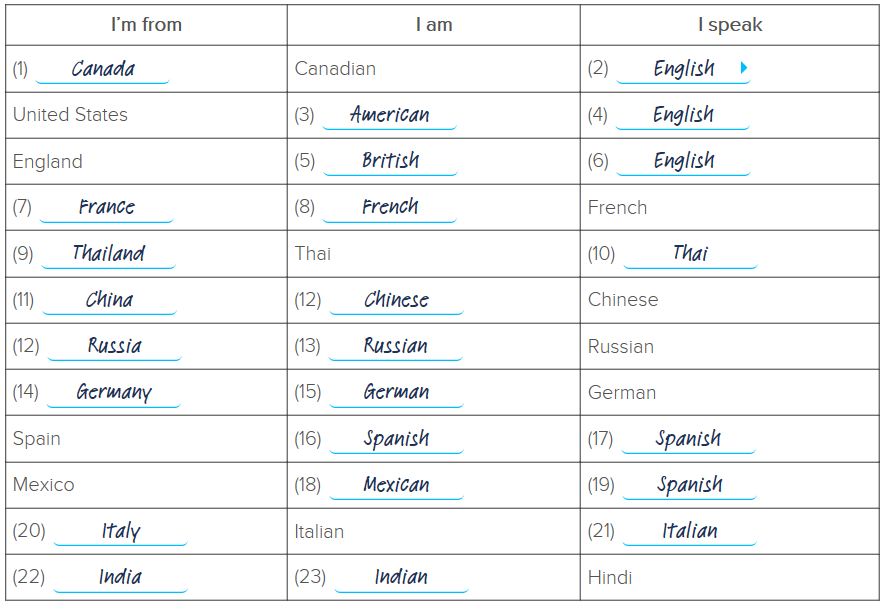 I'm from I am I speak
(1) Canada Canadian (2) English
United States (3) American (4) English
England (5) British (6) English
(7) France (8) French French
(9) Thailand Thai (10) Thai
(11) China (12) Chinese Chinese
(12) Russia (13) Russian Russian
(14) Germany (15) German German
Spain (16) Spanish (17) Spanish
Mexico (18) Mexican (19) Spanish
(20) Italy Italian (21) Italian
(22) India (23) Indian Hindi